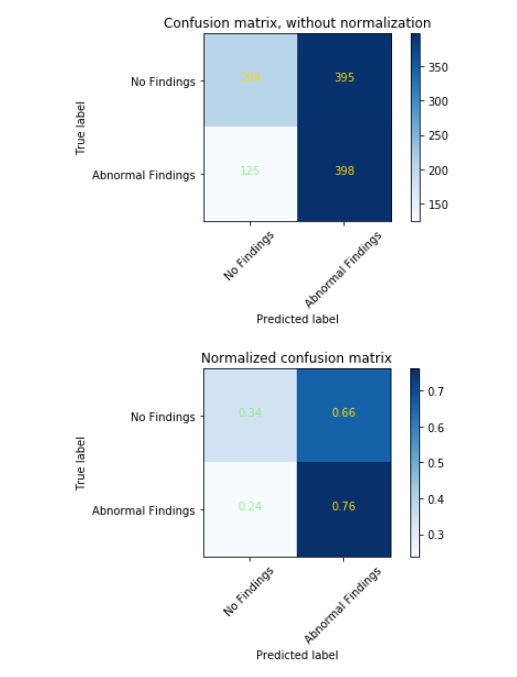 Confusion matrix, without normalization
No Findings
204
395
350
300
True label
250
Abnormal Findings
125
398
200
150
No Findings
Abnormal Findings
Predicted label
Normalized confusion matrix
No Findings
0.34
0.66
0.7
0.6
True label
0.5
Abnormal Findings
0.24
0.76
0.4
0.3
No Findings
Abnormal Findings
Predicted label